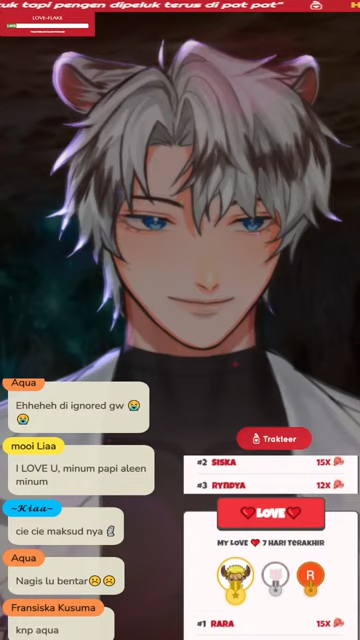 uk tapi pengen dipeluk terus di pat pat"
LOVE-FLAKE
Aqua
Ehheheh di ignored gw 😭
😭
mooi Liaa
I LOVE U, minum papi aleen
minum
~Kiaa~
cie cie maksud nya
Aqua
Nagis lu bentar☹️☹️
Fransiska Kusuma
knp aqua
Trakteer
#2 SISKA 15X
#3 RYNDYA 12X
LOVE
MY LOVE ❤️ 7 HARI TERAKHIR
R
#1 RARA 15X